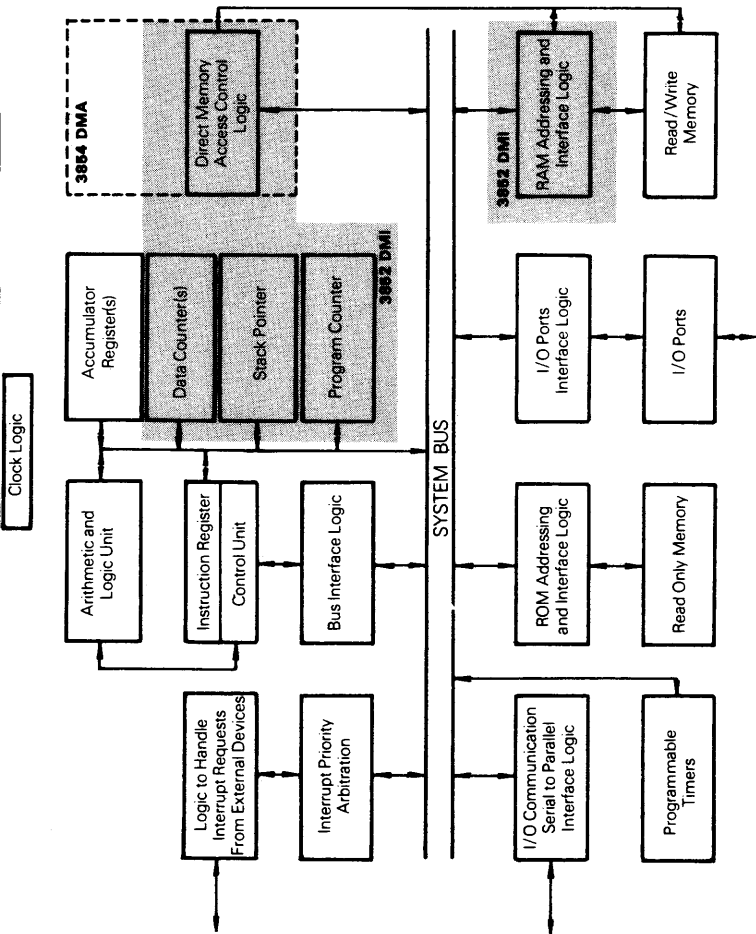 Clock Logic
Arithmetic and
Logic Unit
Accumulator
Register(s)
3854 DMA
Logic to Handle
Interrupt Requests
From External Devices
Instruction Register
Control Unit
Data Counter(s)
Stack Pointer
Direct Memory
Access Control
Logic
Interrupt Priority
Arbitration
Bus Interface Logic
Program Counter
3852 DMI
SYSTEM BUS
3852 DMI
I/O Communication
Serial to Parallel
Interface Logic
ROM Addressing
and Interface Logic
I/O Ports
Interface Logic
RAM Addressing and
Interface Logic
Programmable
Timers
Read Only Memory
I/O Ports
Read/Write
Memory